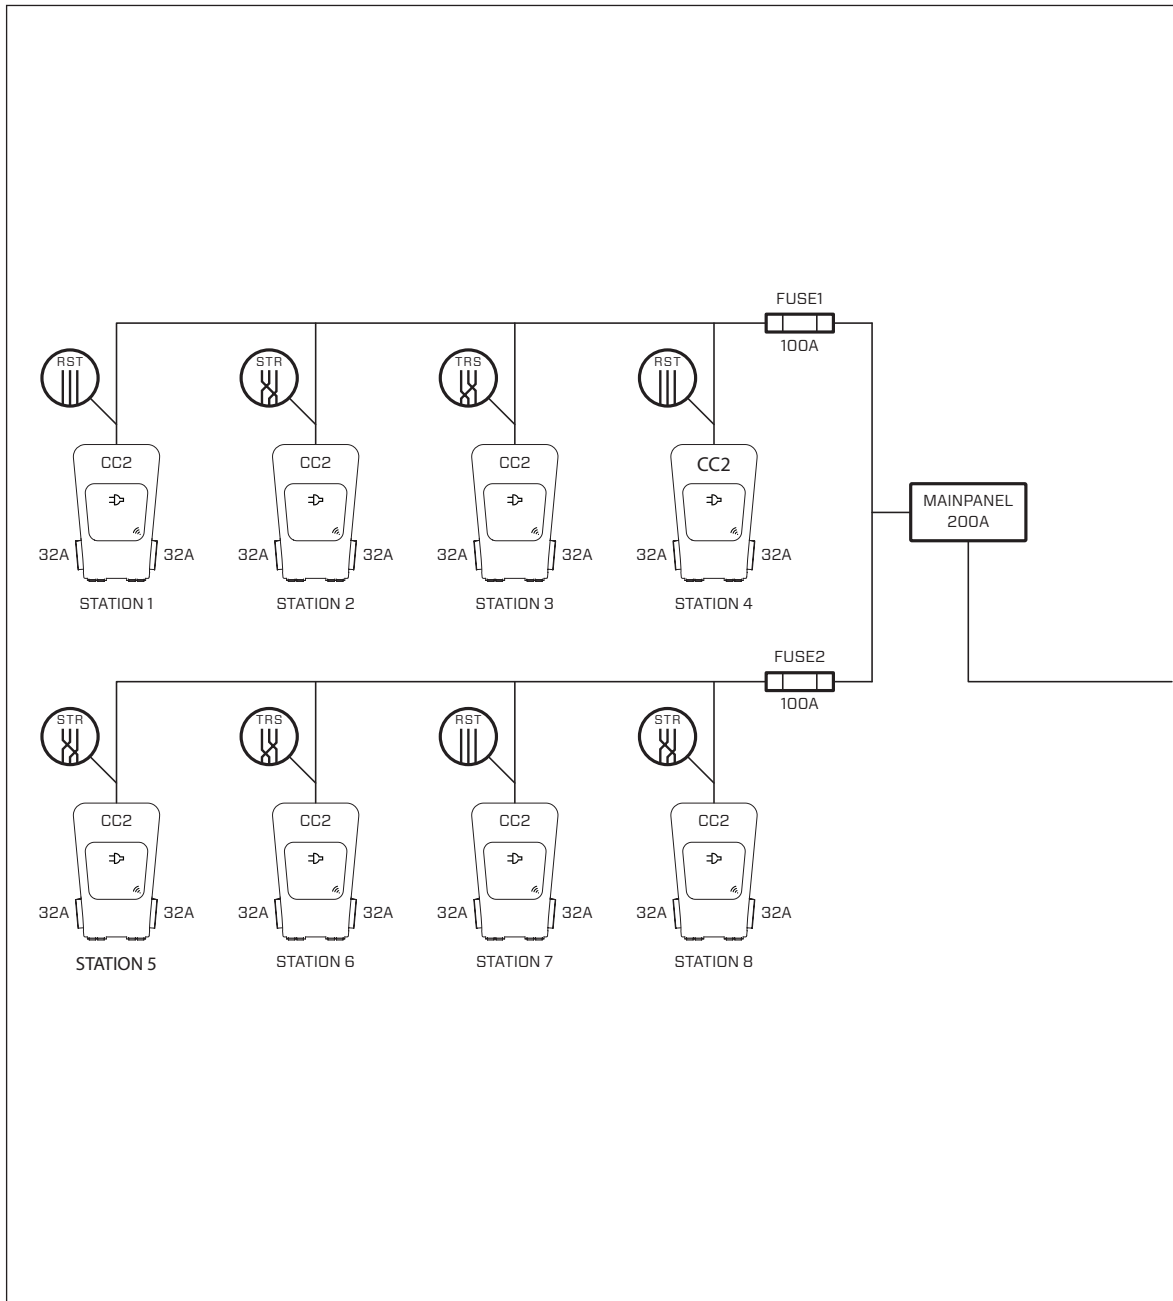 FUSE1
100A
RST
STR
TRS
RST
CC2
CC2
CC2
CC2
MAINPANEL
200A
32A 32A
32A 32A
32A 32A
32A 32A
STATION 1
STATION 2
STATION 3
STATION 4
FUSE2
100A
STR
TRS
RST
STR
CC2
CC2
CC2
CC2
32A 32A
32A 32A
32A 32A
32A 32A
STATION 5
STATION 6
STATION 7
STATION 8